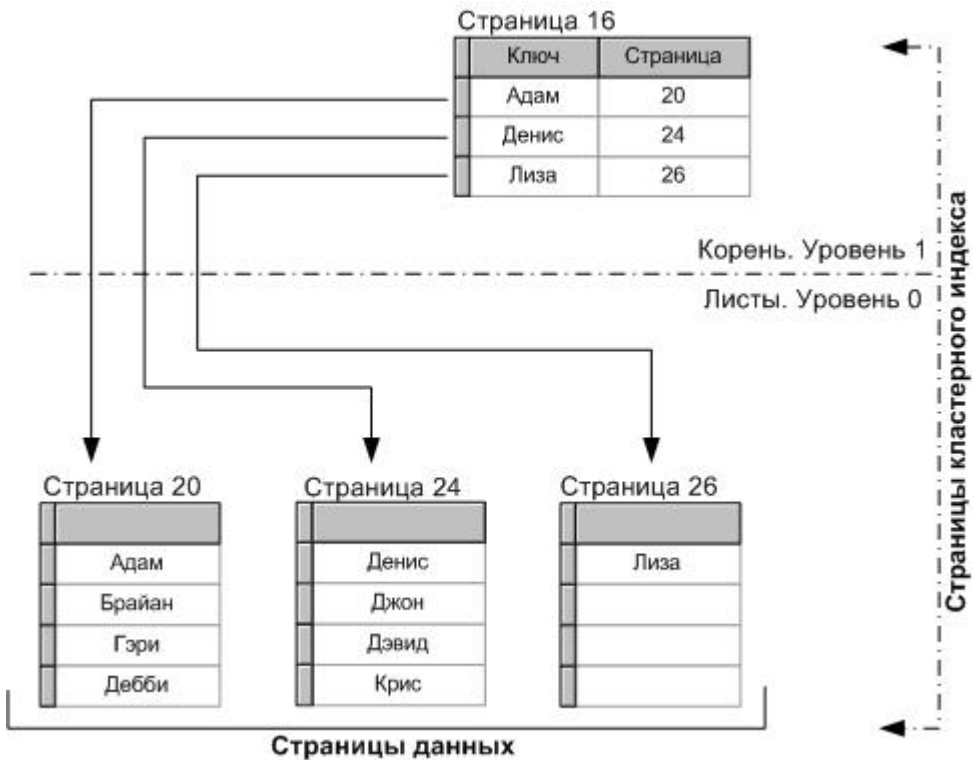 Страница 16
Ключ Страница
Адам 20
Денис 24
Лиза 26
Корень. Уровень 1
Листы. Уровень 0
Страницы кластерного индекса
Страница 20
Адам
Брайан
Гэри
Дебби
Страница 24
Денис
Джон
Дэвид
Крис
Страница 26
Лиза
Страницы данных